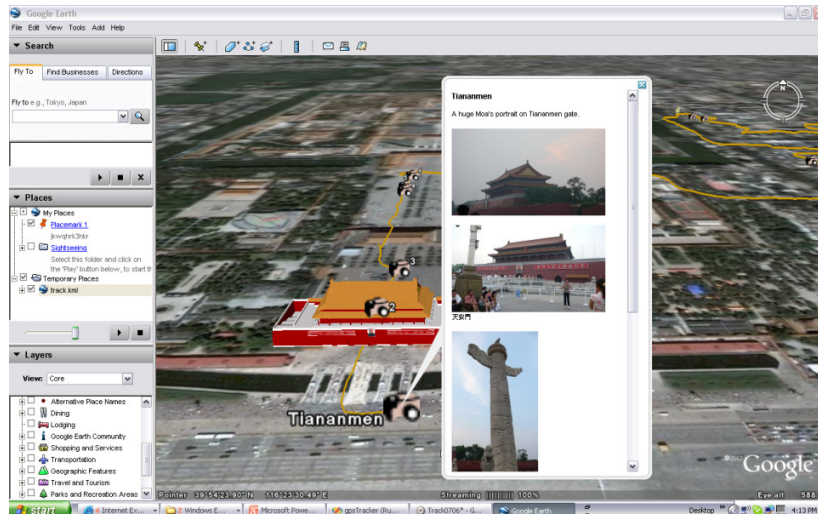 Google Earth
File Edit View Tools Add Help
Search
Fly To Find Businesses Directions
Fly to e.g., Tokyo, Japan
Places
My Places
Placemark 1
Sightseeing
Select this folder and click on
the 'Play' button below, to start th
Temporary Places
track.kml
Layers
View: Core
Alternative Place Names
Dining
Lodging
Google Earth Community
Shopping and Services
Transportation
Geographic Features
Travel and Tourism
Parks and Recreation Areas
Tiananmen
A huge Moa's portrait on Tiananmen gate.
天安門
N
3
2
Tiananmen
Google
Pointer 39°54'23.90" N 116°23'30.49" E
Streaming |||||||||| 100%
Eye alt 588
start
4 Internet Ex...
2 Windows E...
Microsoft Powe...
gpsTracker (Ru...
Track0706* - G...
Google Earth
Desktop
4:13 PM